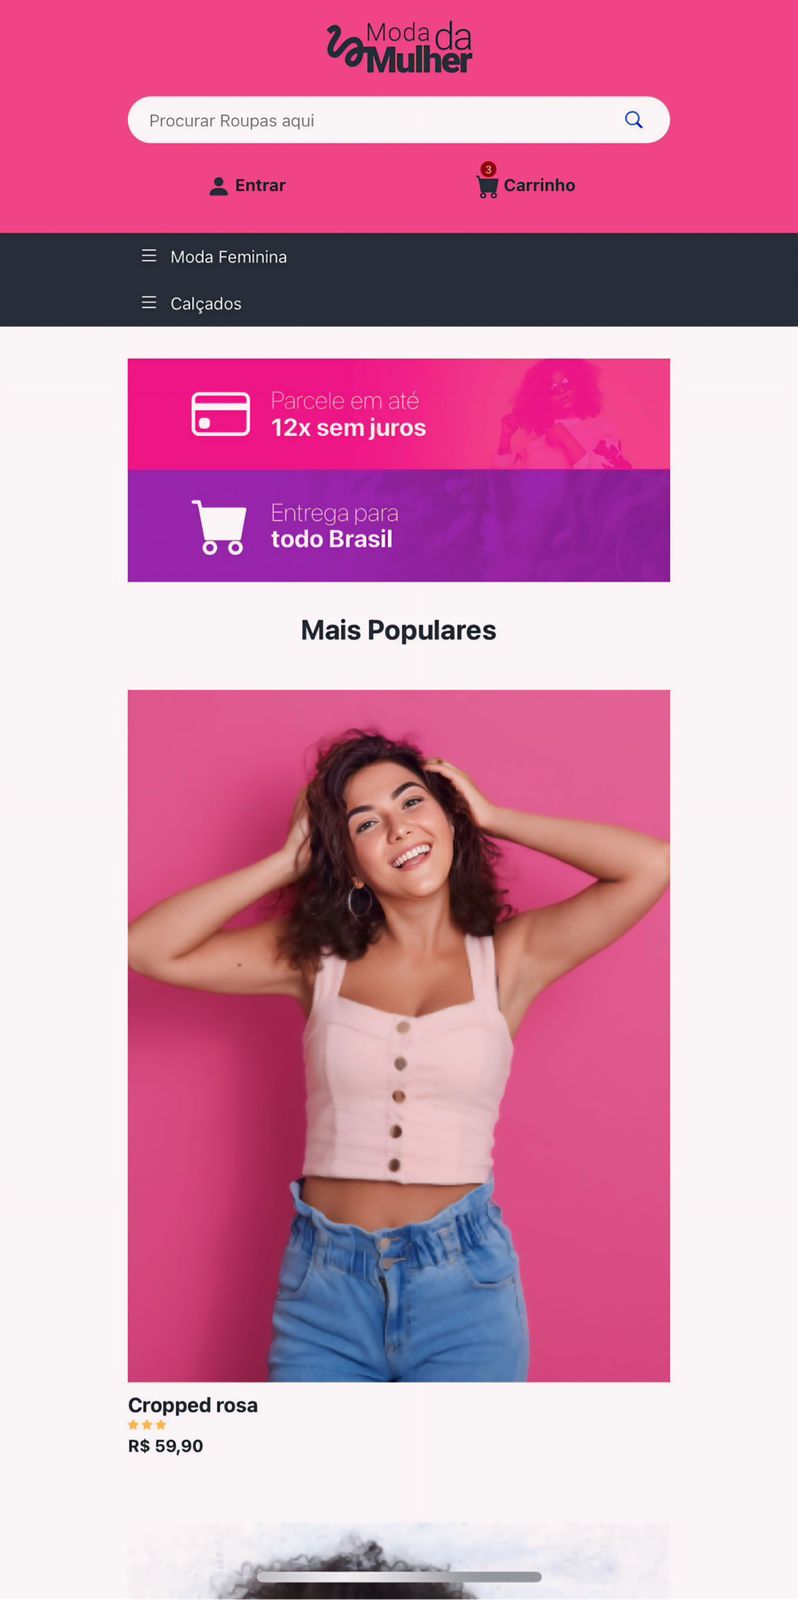 Moda da
Mulher
Procurar Roupas aqui
Entrar
3
Carrinho
Moda Feminina
Calçados
Parcele em até
12x sem juros
Entrega para
todo Brasil
Mais Populares
Cropped rosa
R$ 59,90